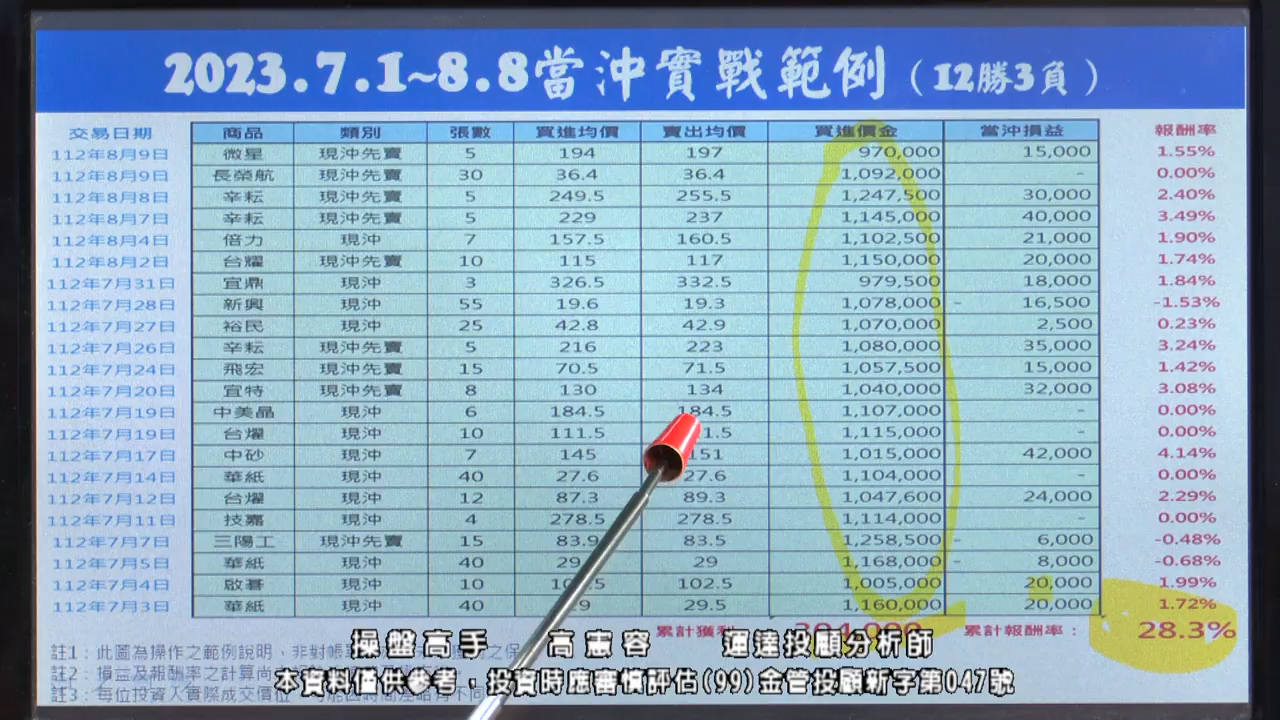 2023.7.1~8.8當沖實戰範例（12勝3負）
交易日期 商品 類別 張數 買進均價 賣出均價 買進價金 當沖損益 報酬率
112年8月9日 微星 現沖先賣 5 194 197 970,000 15,000 1.55%
112年8月9日 長榮航 現沖先賣 30 36.4 36.4 1,092,000 - 0.00%
112年8月8日 辛耘 現沖先賣 5 249.5 255.5 1,247,500 30,000 2.40%
112年8月7日 辛耘 現沖先賣 5 229 237 1,145,000 40,000 3.49%
112年8月4日 倍力 現沖 7 157.5 160.5 1,102,500 21,000 1.90%
112年8月2日 台燿 現沖先賣 10 115 117 1,150,000 20,000 1.74%
112年7月31日 宜鼎 現沖 3 326.5 332.5 979,500 18,000 1.84%
112年7月28日 新興 現沖 55 19.6 19.3 1,078,000 - 16,500 -1.53%
112年7月27日 裕民 現沖 25 42.8 42.9 1,070,000 2,500 0.23%
112年7月26日 辛耘 現沖先賣 5 216 223 1,080,000 35,000 3.24%
112年7月24日 飛宏 現沖先賣 15 70.5 71.5 1,057,500 15,000 1.42%
112年7月20日 宜特 現沖先賣 8 130 134 1,040,000 32,000 3.08%
112年7月19日 中美晶 現沖 6 184.5 184.5 1,107,000 - 0.00%
112年7月19日 台燿 現沖 10 111.5 1.5 1,115,000 - 0.00%
112年7月17日 中砂 現沖 7 145 151 1,015,000 42,000 4.14%
112年7月14日 華紙 現沖 40 27.6 27.6 1,104,000 - 0.00%
112年7月12日 台燿 現沖 12 87.3 89.3 1,047,600 24,000 2.29%
112年7月11日 技嘉 現沖 4 278.5 278.5 1,114,000 - 0.00%
112年7月7日 三陽工 現沖先賣 15 83.9 83.5 1,258,500 - 6,000 -0.48%
112年7月5日 華紙 現沖 40 29 1,168,000 - 8,000 -0.68%
112年7月4日 啟碁 現沖 10 102.5 1,005,000 20,000 1.99%
112年7月3日 華紙 現沖 40 29.5 1,160,000 20,000 1.72%
累計獲利 累計報酬率： 28.3%
操盤高手 高憲容 運達投顧分析師
註1：此圖為操作之範例說明，非對帳
註2：損益及報酬率之計算尚
本資料僅供參考，投資時應審慎評估(99)金管投顧新字第047號
註3：每位投資人實際成交價位